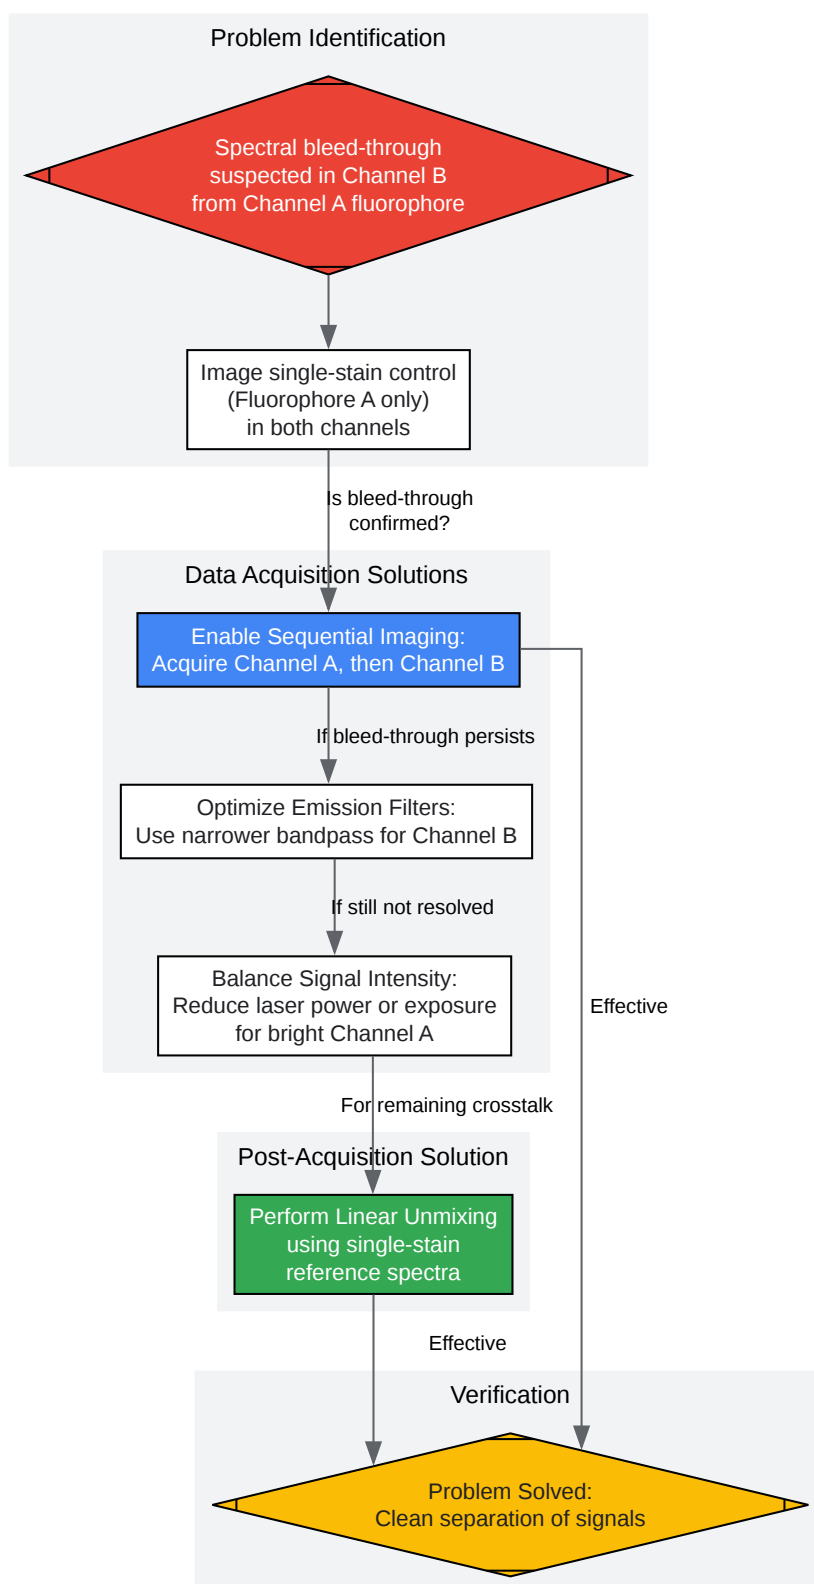 Problem Identification
Spectral bleed-through
suspected in Channel B
from Channel A fluorophore
Image single-stain control
(Fluorophore A only)
in both channels
Is bleed-through
confirmed?
Data Acquisition Solutions
Enable Sequential Imaging:
Acquire Channel A, then Channel B
If bleed-through persists
Optimize Emission Filters:
Use narrower bandpass for Channel B
If still not resolved
Balance Signal Intensity:
Reduce laser power or exposure
for bright Channel A
Effective
For remaining crosstalk
Post-Acquisition Solution
Perform Linear Unmixing
using single-stain
reference spectra
Effective
Verification
Problem Solved:
Clean separation of signals